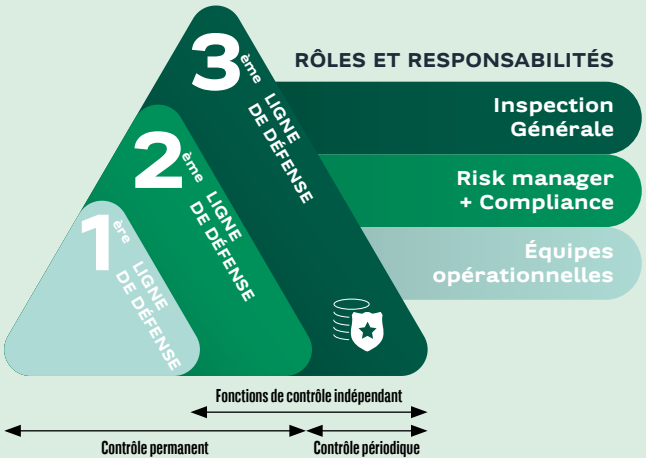 RÔLES ET RESPONSABILITÉS
3ème LIGNE
DE DÉFENSE
Inspection
Générale
2ème LIGNE
DE DÉFENSE
Risk manager
+ Compliance
1ère LIGNE
DE DÉFENSE
Équipes
opérationnelles
Fonctions de contrôle indépendant
Contrôle permanent
Contrôle périodique